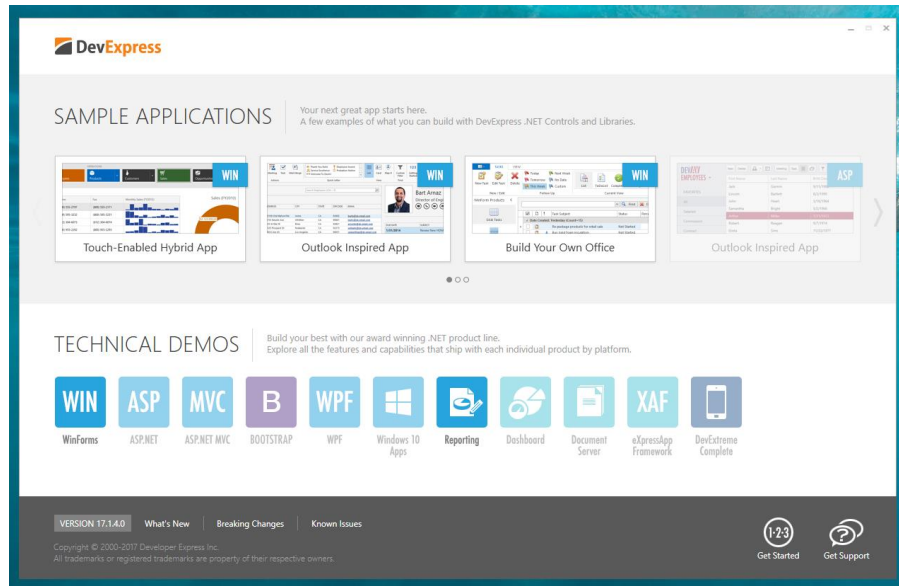 DevExpress
SAMPLE APPLICATIONS
Your next great app starts here.
A few examples of what you can build with DevExpress .NET Controls and Libraries.
WIN
WIN
WIN
ASP
Bart Arnaz
Touch-Enabled Hybrid App
Outlook Inspired App
Build Your Own Office
Outlook Inspired App
TECHNICAL DEMOS
Build your best with our award winning .NET product line.
Explore all the features and capabilities that ship with each individual product by platform.
WIN
ASP
MVC
B
WPF
XAF
WinForms
ASP.NET
ASP.NET MVC
BOOTSTRAP
WPF
Windows 10
Apps
Reporting
Dashboard
Document
Server
eXpressApp
Framework
DevExtreme
Complete
VERSION 17.1.4.0
What's New
Breaking Changes
Known Issues
1·2·3
Get Started
Get Support
Copyright © 2000-2017 Developer Express Inc.
All trademarks or registered trademarks are property of their respective owners.